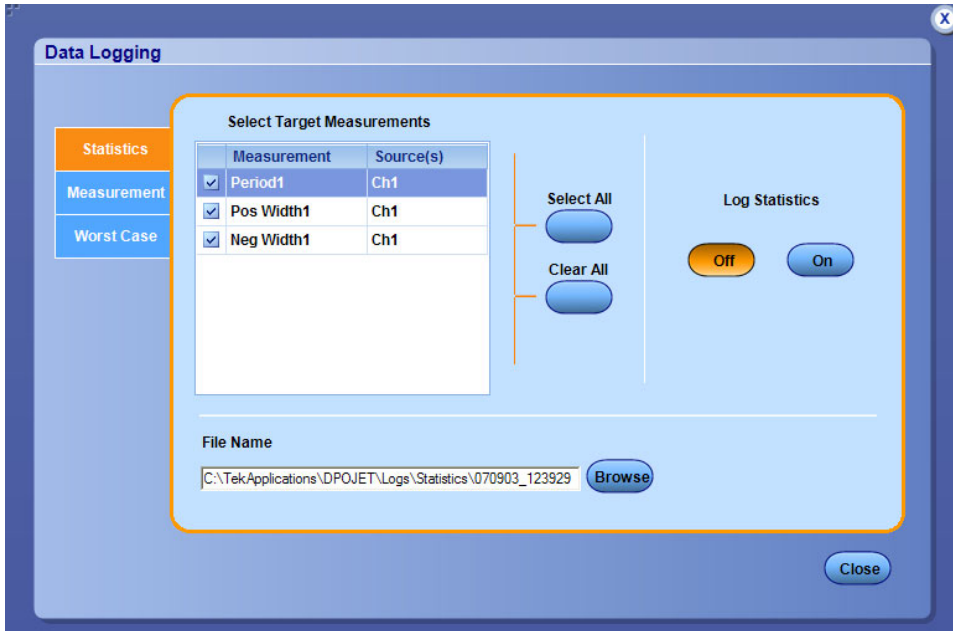 X
Data Logging
Select Target Measurements
Statistics
Measurement
Worst Case
Measurement Source(s)
Period1 Ch1
Pos Width1 Ch1
Neg Width1 Ch1
Select All
Clear All
Log Statistics
Off On
File Name
C:\TekApplications\DPOJET\Logs\Statistics\070903_123929
Browse
Close